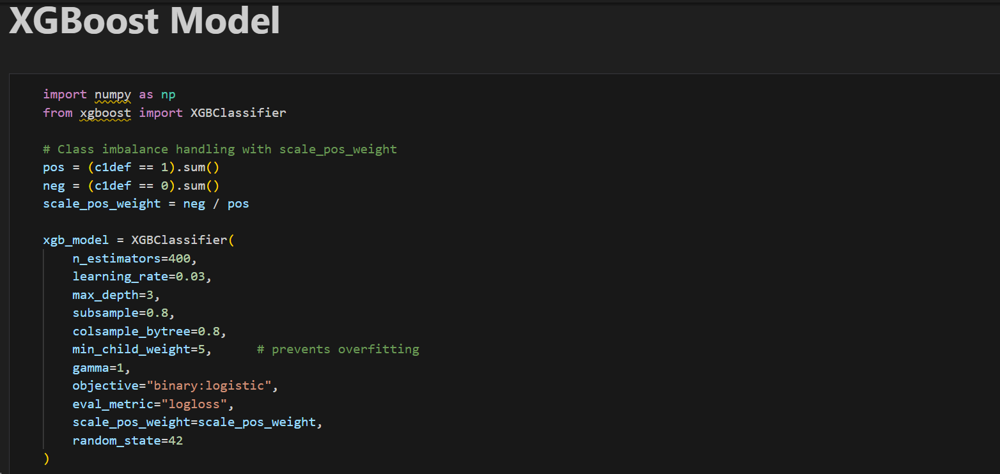 XGBoost Model
import numpy as np
from xgboost import XGBClassifier
# Class imbalance handling with scale_pos_weight
pos = (c1def == 1).sum()
neg = (c1def == 0).sum()
scale_pos_weight = neg / pos
xgb_model = XGBClassifier(
    n_estimators=400,
    learning_rate=0.03,
    max_depth=3,
    subsample=0.8,
    colsample_bytree=0.8,
    min_child_weight=5,      # prevents overfitting
    gamma=1,
    objective="binary:logistic",
    eval_metric="logloss",
    scale_pos_weight=scale_pos_weight,
    random_state=42
)